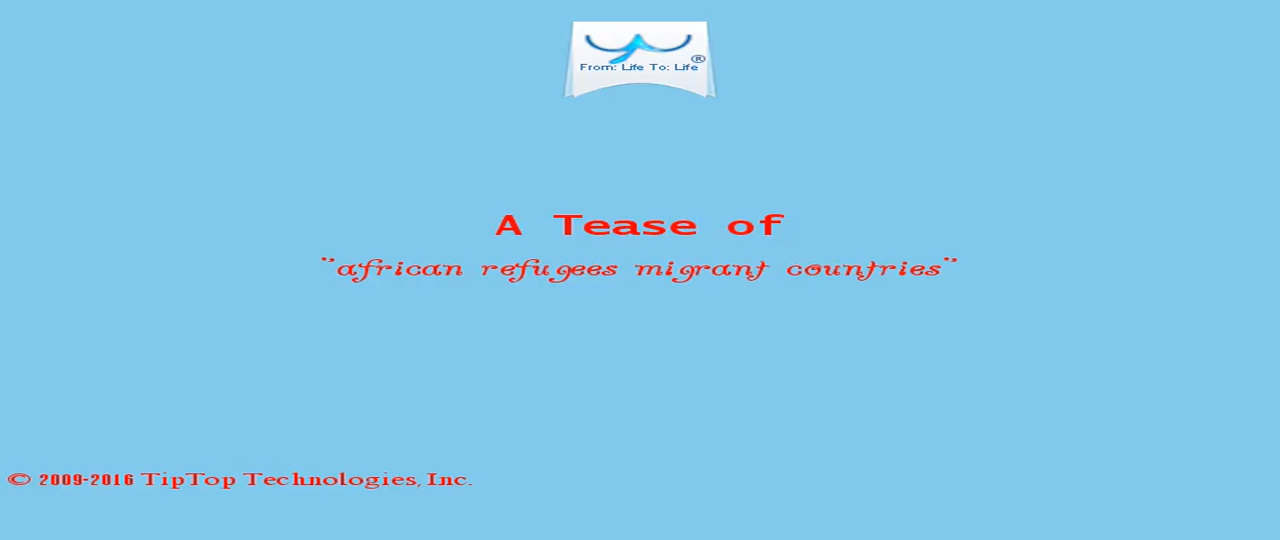 From: Life To: Life®
A Tease of
"african refugees migrant countries"
© 2009-2016 TipTop Technologies, Inc.